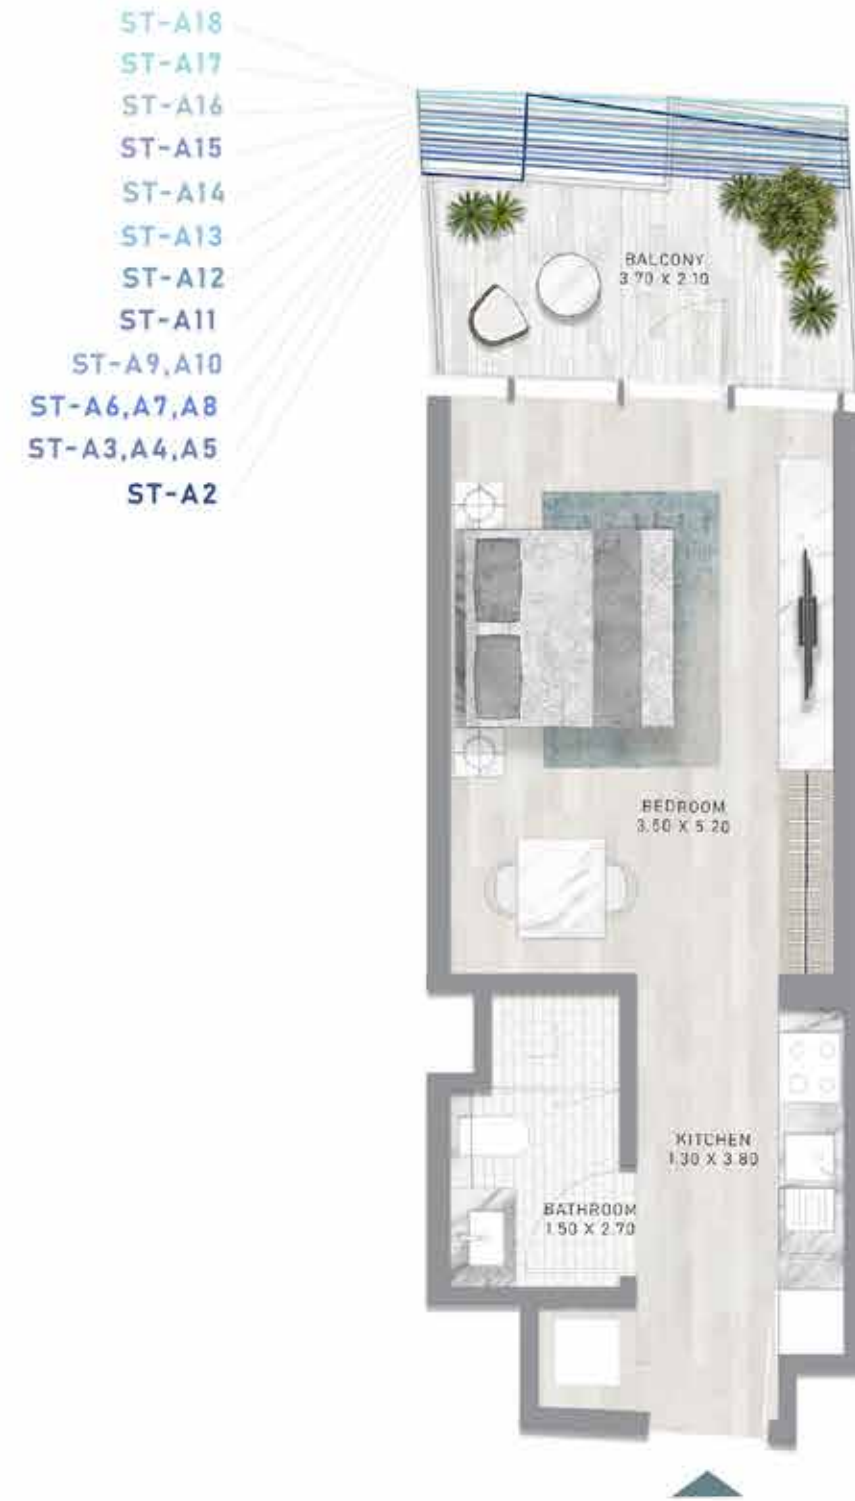 ST-A18
ST-A17
ST-A16
ST-A15
ST-A14
ST-A13
ST-A12
ST-A11
ST-A9,A10
ST-A6,A7,A8
ST-A3,A4,A5
ST-A2
BALCONY
3.70 X 2.10
BEDROOM
3.50 X 5.20
KITCHEN
1.30 X 3.80
BATHROOM
1.50 X 2.70